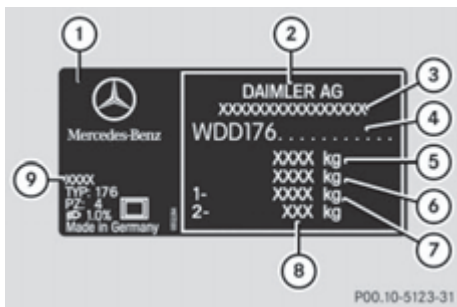 1
2
3
4
5
6
7
8
9
Mercedes-Benz
XXXX
TYP: 176
PZ: 4
1.0%
Made in Germany
DAIMLER AG
XXXXXXXXXXXXXXXXX
WDD176...........
XXXX kg
XXXX kg
1- XXXX kg
2- XXX kg
P00.10-5123-31